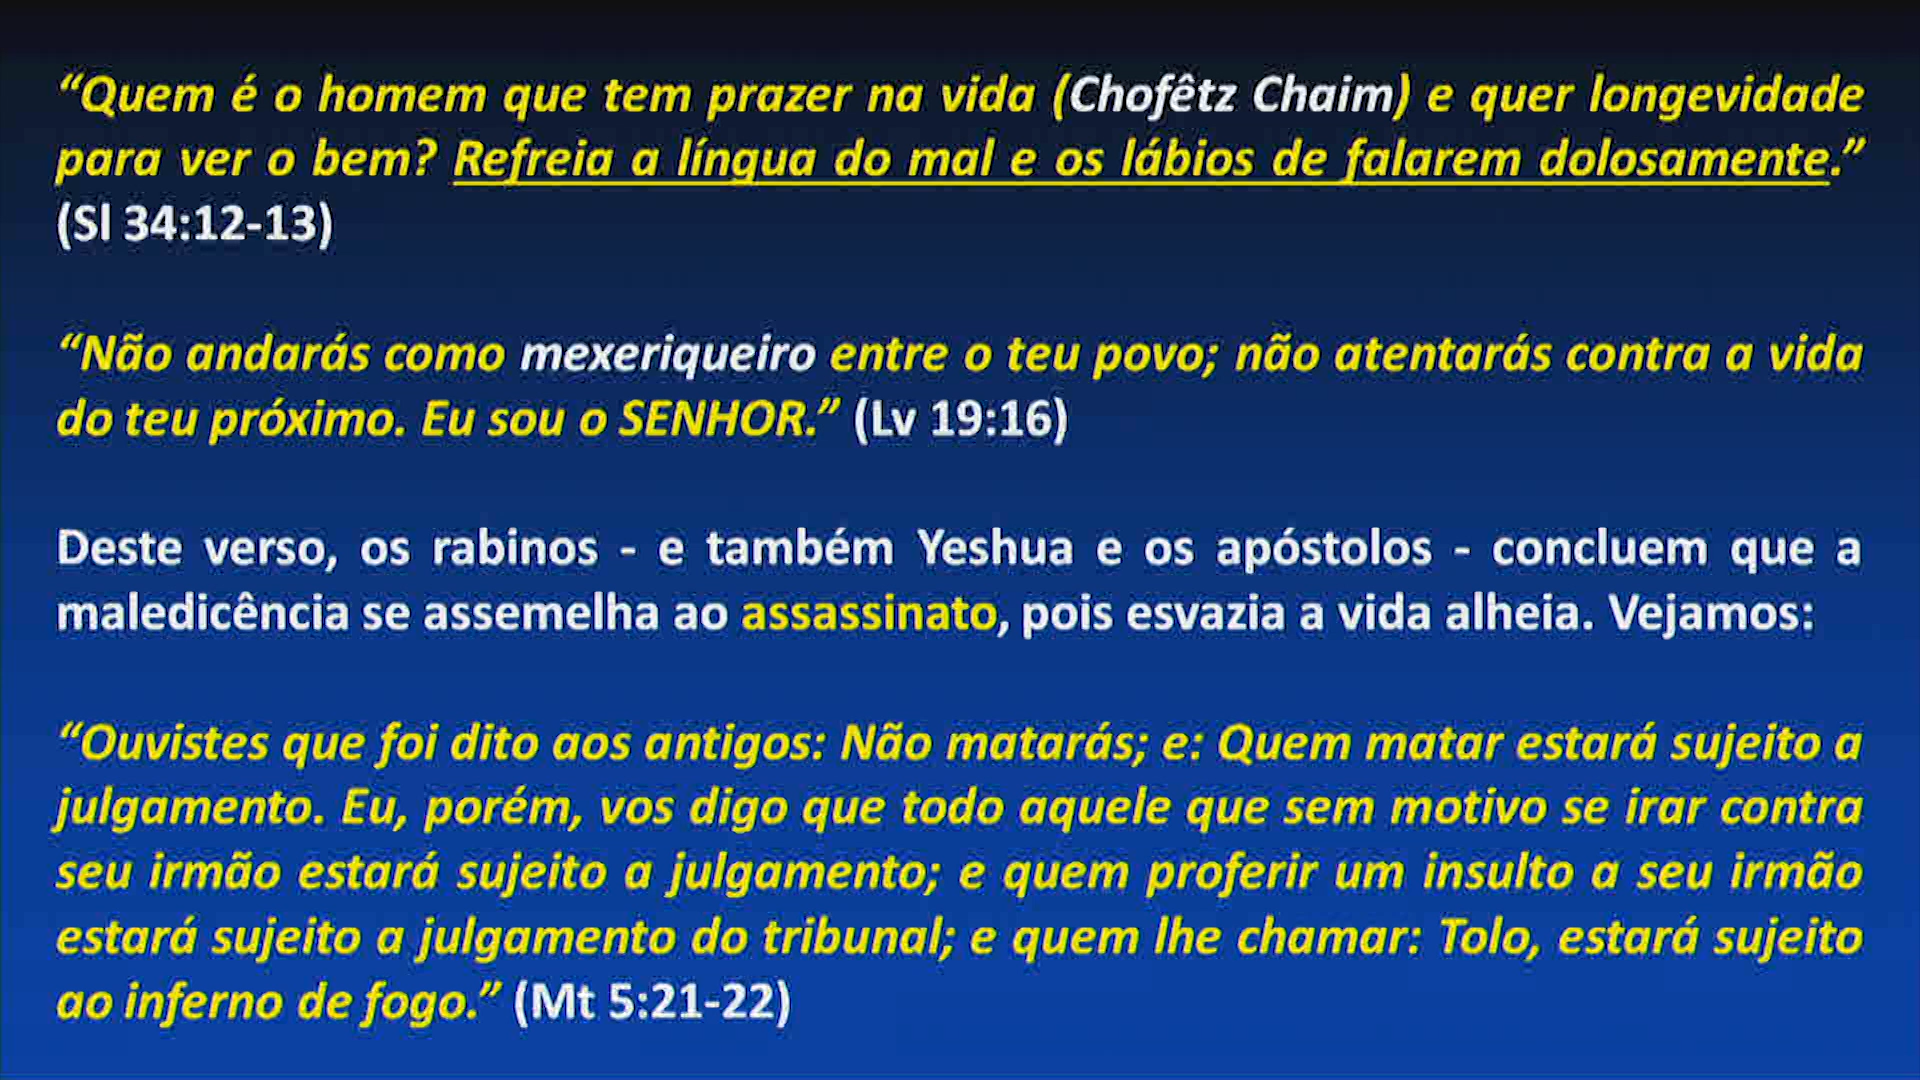 “Quem é o homem que tem prazer na vida (Chofêtz Chaim) e quer longevidade
para ver o bem? Refreia a língua do mal e os lábios de falarem dolosamente.”
(Sl 34:12-13)
“Não andarás como mexeriqueiro entre o teu povo; não atentarás contra a vida
do teu próximo. Eu sou o SENHOR.” (Lv 19:16)
Deste verso, os rabinos - e também Yeshua e os apóstolos - concluem que a
maledicência se assemelha ao assassinato, pois esvazia a vida alheia. Vejamos:
“Ouvistes que foi dito aos antigos: Não matarás; e: Quem matar estará sujeito a
julgamento. Eu, porém, vos digo que todo aquele que sem motivo se irar contra
seu irmão estará sujeito a julgamento; e quem proferir um insulto a seu irmão
estará sujeito a julgamento do tribunal; e quem lhe chamar: Tolo, estará sujeito
ao inferno de fogo.” (Mt 5:21-22)